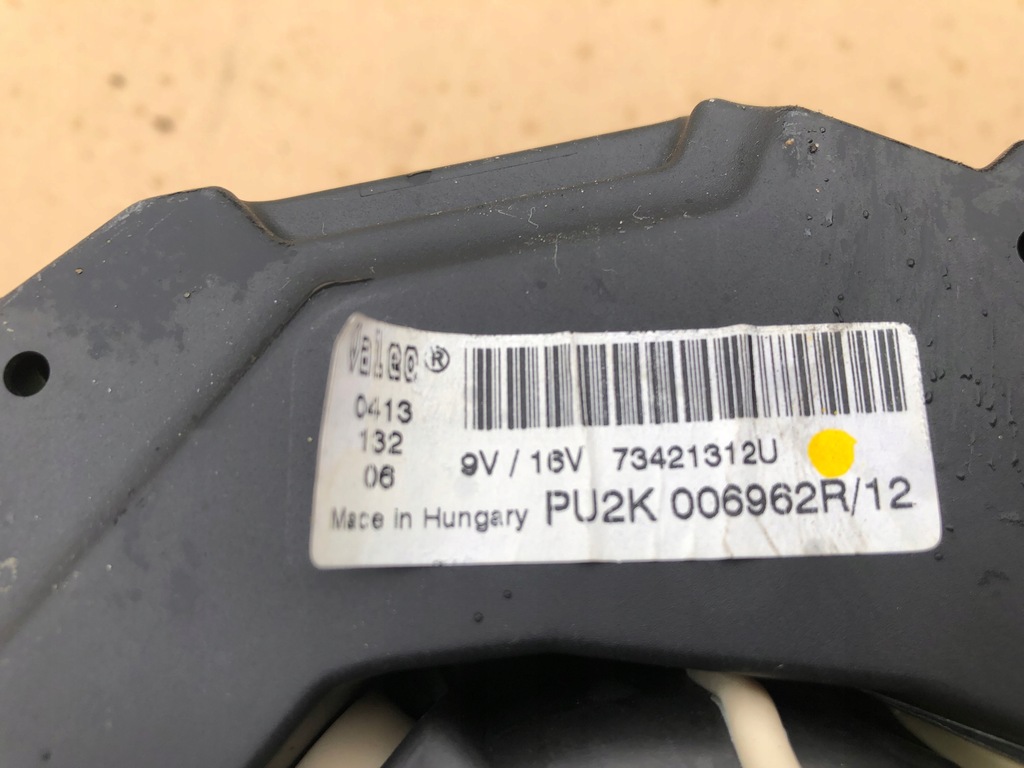 Valeo®
0413
132
06
9V / 16V 73421312U
Made in Hungary PU2K 006962R/12